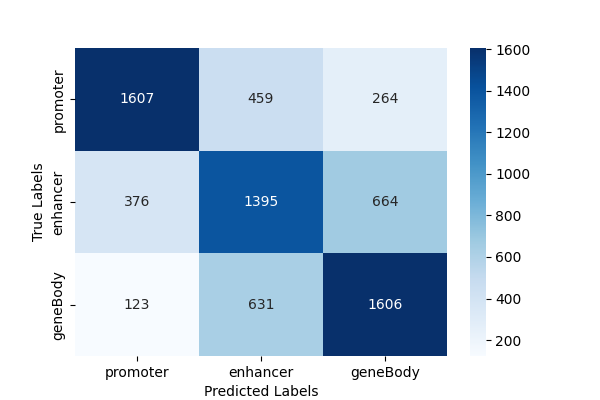 True Labels
promoter
enhancer
geneBody
1607 459 264
376 1395 664
123 631 1606
promoter enhancer geneBody
Predicted Labels
1600
1400
1200
1000
800
600
400
200